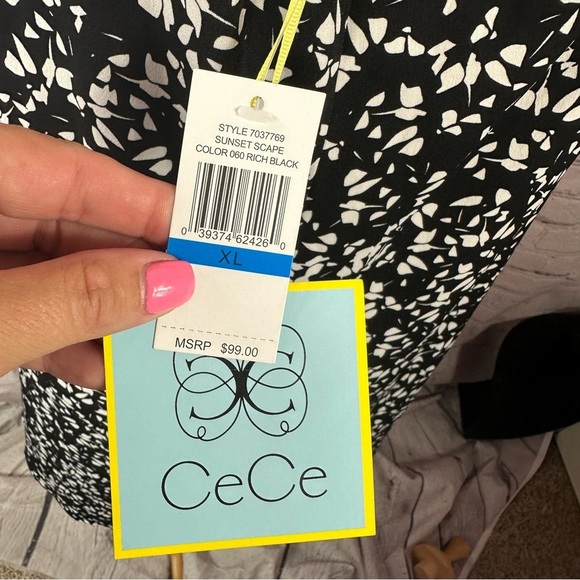 STYLE 7037769
SUNSET SCAPE
COLOR 060 RICH BLACK
0 39374 62426 0
XL
MSRP $99.00
CeCe